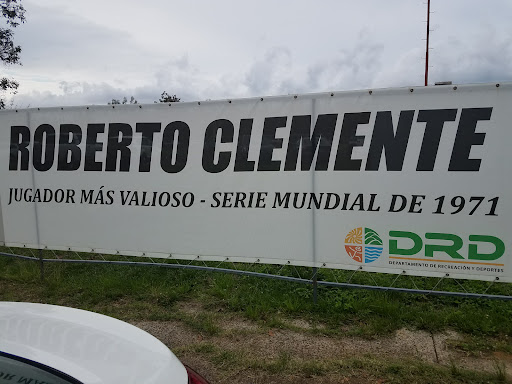 ROBERTO CLEMENTE
JUGADOR MÁS VALIOSO - SERIE MUNDIAL DE 1971
DRD
DEPARTAMENTO DE RECREACIÓN Y DEPORTES